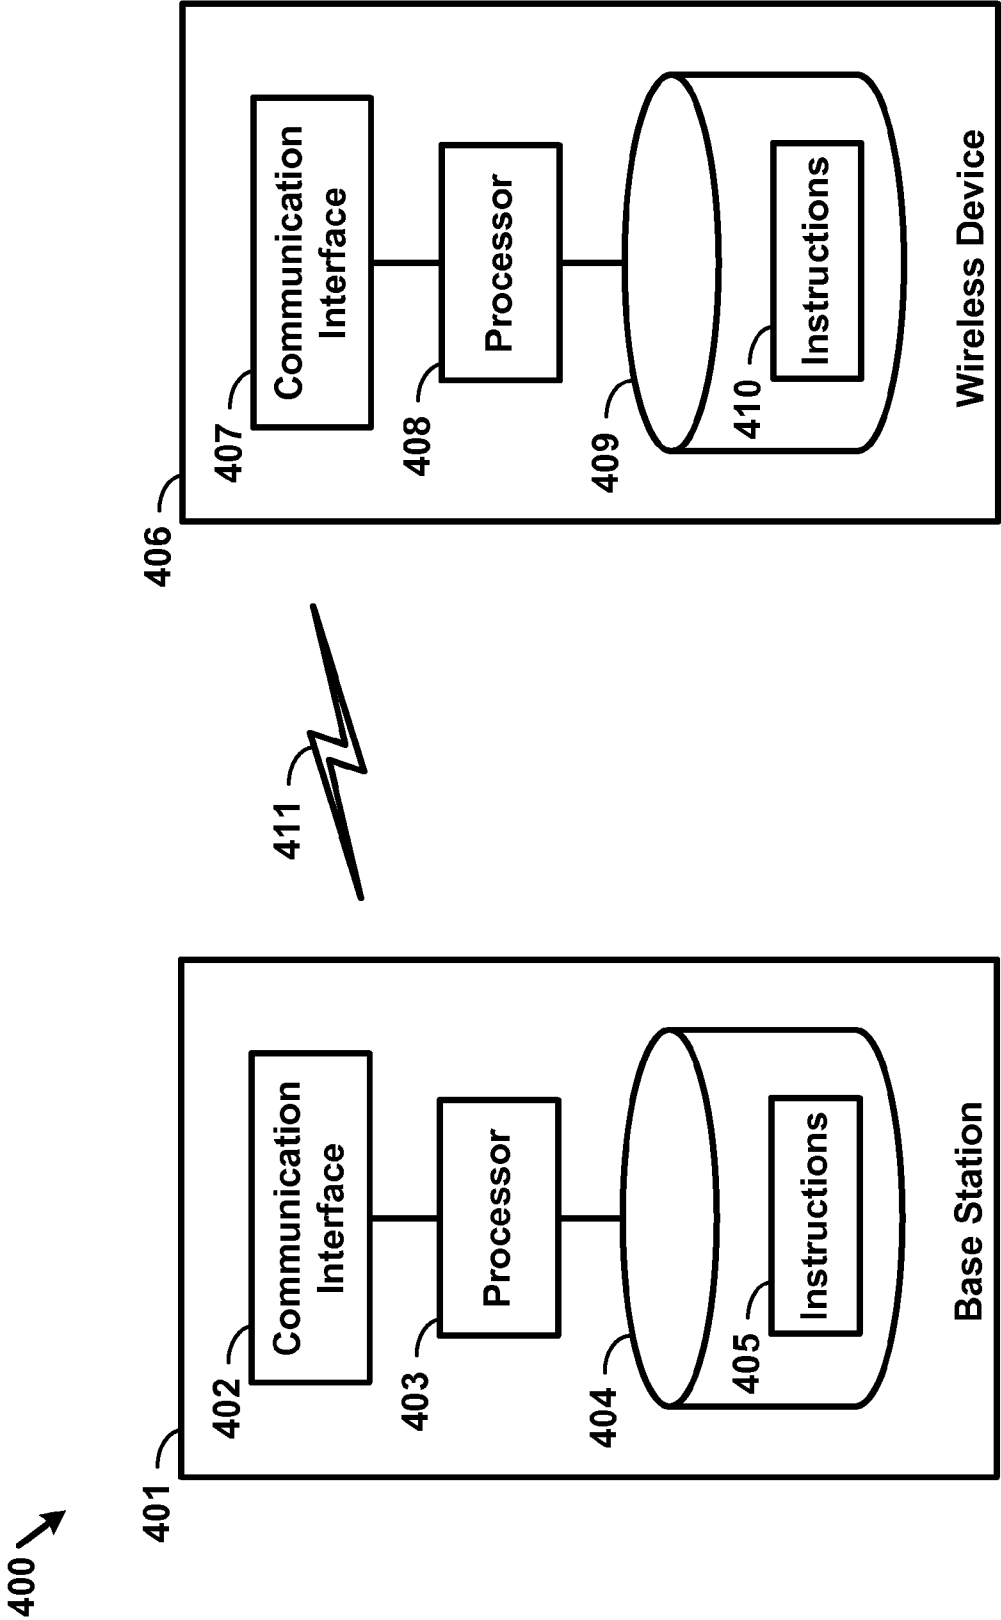 400
401
402
Communication
Interface
403
Processor
404
405
Instructions
Base Station
411
406
407
Communication
Interface
408
Processor
409
410
Instructions
Wireless Device